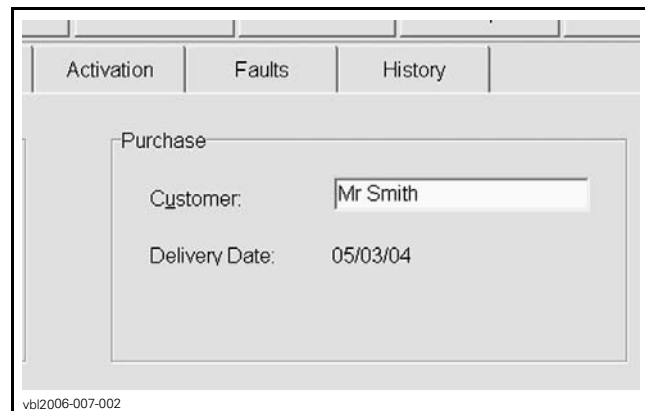 Activation Faults History
Purchase
Customer: Mr Smith
Delivery Date: 05/03/04
vbl2006-007-002